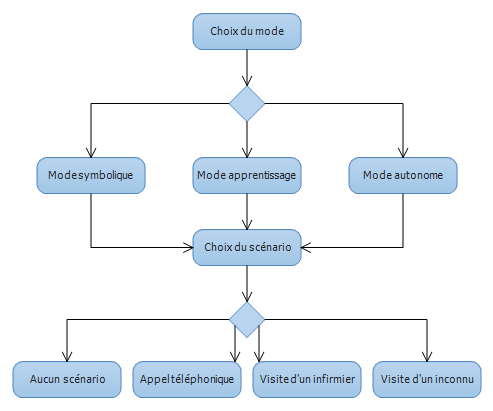 Choix du mode
Mode symbolique
Mode apprentissage
Mode autonome
Choix du scénario
Aucun scénario
Appel téléphonique
Visite d'un infirmier
Visite d'un inconnu